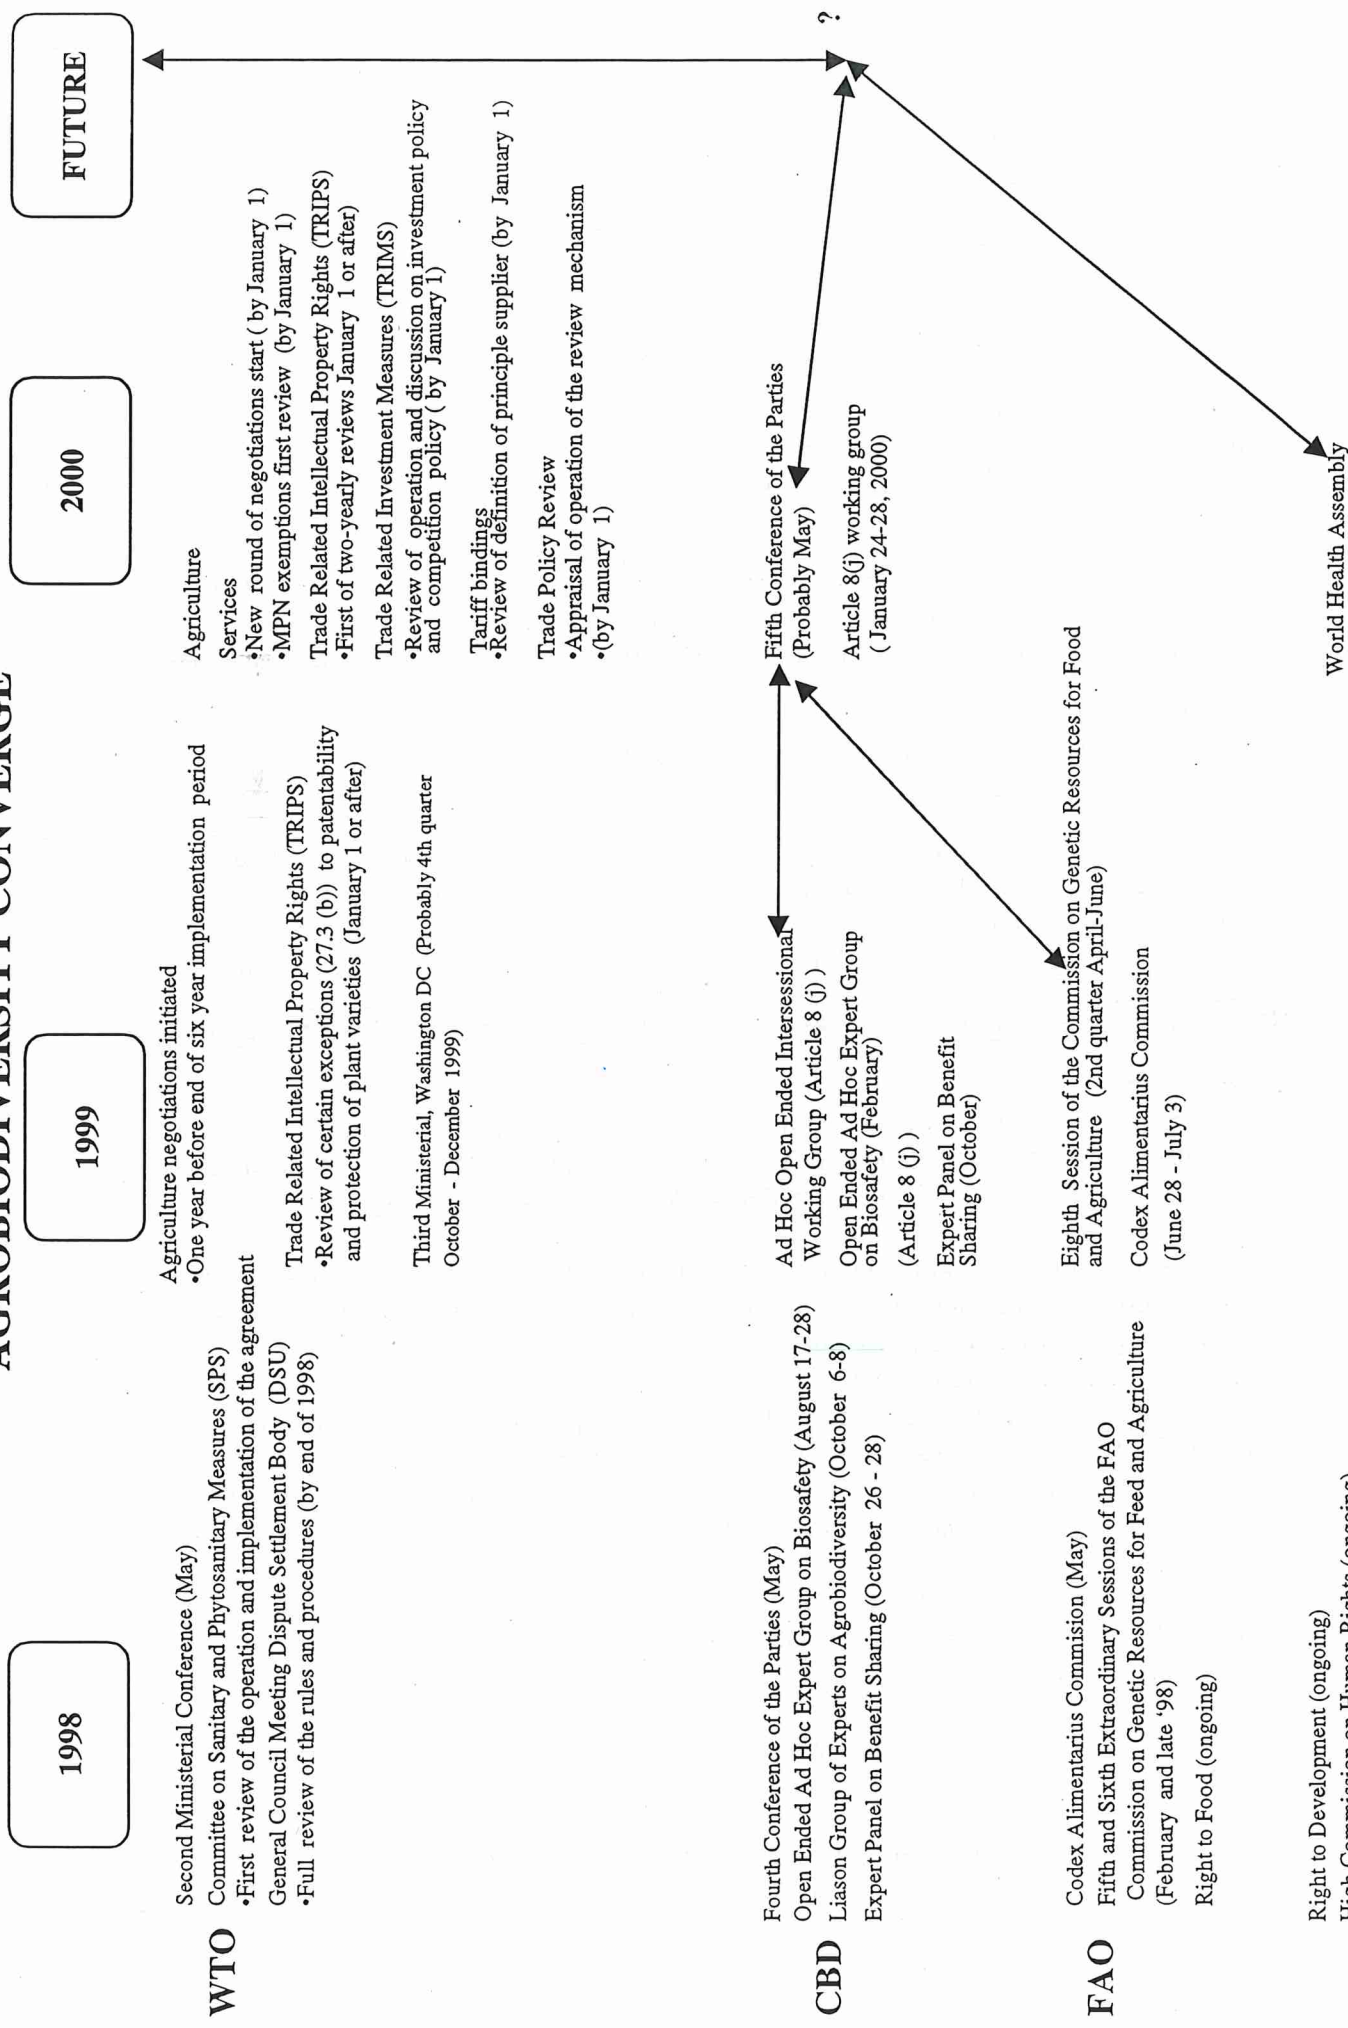 AGROBIODIVERSITY CONVERGE
1998
1999
2000
FUTURE
WTO
Second Ministerial Conference (May)
Committee on Sanitary and Phytosanitary Measures (SPS)
•First review of the operation and implementation of the agreement
General Council Meeting Dispute Settlement Body (DSU)
•Full review of the rules and procedures (by end of 1998)
Agriculture negotiations initiated
•One year before end of six year implementation period
Trade Related Intellectual Property Rights (TRIPS)
•Review of certain exceptions (27.3 (b)) to patentability
and protection of plant varieties (January 1 or after)
Third Ministerial, Washington DC (Probably 4th quarter
October - December 1999)
Agriculture
Services
•New round of negotiations start ( by January 1)
•MPN exemptions first review (by January 1)
Trade Related Intellectual Property Rights (TRIPS)
•First of two-yearly reviews January 1 or after)
Trade Related Investment Measures (TRIMS)
•Review of operation and discussion on investment policy
and competition policy ( by January 1)
Tariff bindings
•Review of definition of principle supplier (by January 1)
Trade Policy Review
•Appraisal of operation of the review mechanism
•(by January 1)
CBD
Fourth Conference of the Parties (May)
Open Ended Ad Hoc Expert Group on Biosafety (August 17-28)
Liason Group of Experts on Agrobiodiversity (October 6-8)
Expert Panel on Benefit Sharing (October 26 - 28)
Ad Hoc Open Ended Intersessional
Working Group (Article 8 (j) )
Open Ended Ad Hoc Expert Group
on Biosafety (February)
(Article 8 (j) )
Expert Panel on Benefit
Sharing (October)
Fifth Conference of the Parties
(Probably May)
Article 8(j) working group
( January 24-28, 2000)
?
FAO
Codex Alimentarius Commision (May)
Fifth and Sixth Extraordinary Sessions of the FAO
Commission on Genetic Resources for Feed and Agriculture
(February and late ‘98)
Right to Food (ongoing)
Eighth Session of the Commission on Genetic Resources for Food
and Agriculture (2nd quarter April-June)
Codex Alimentarius Commission
(June 28 - July 3)
Right to Development (ongoing)
High Commission on Human Rights (ongoing)
World Health Assembly